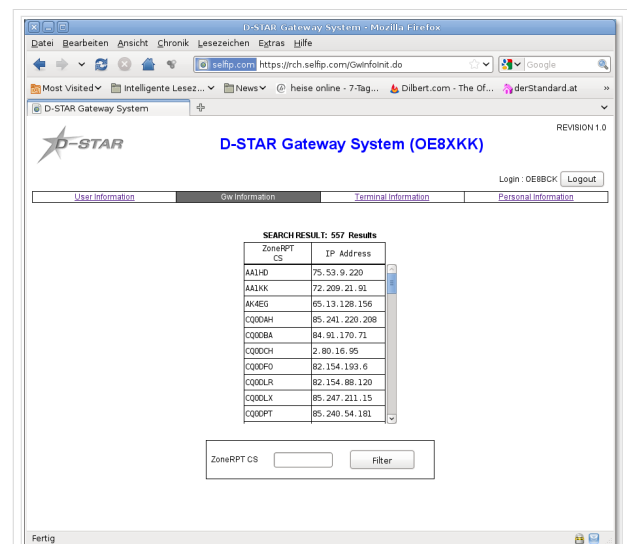 D-STAR Gateway System - Mozilla Firefox
Datei Bearbeiten Ansicht Chronik Lesezeichen Extras Hilfe
selfip.com https://rch.selfip.com/GwInfoInit.do Google
Most Visited Intelligente Lesez... News heise online - 7-Tag... Dilbert.com - The Of... derStandard.at »
D-STAR Gateway System
REVISION 1.0
D-STAR
D-STAR Gateway System (OE8XKK)
Login : OE8BCK Logout
User Information Gw Information Terminal Information Personal Information
SEARCH RESULT: 557 Results
ZoneRPT CS IP Address
AA1HD 75.53.9.220
AA1KK 72.209.21.91
AK4EG 65.13.128.156
CQ0DAH 85.241.220.208
CQ0DBA 84.91.170.71
CQ0DCH 2.80.16.95
CQ0DFO 82.154.193.6
CQ0DLR 82.154.88.120
CQ0DLX 85.247.211.15
CQ0DPT 85.240.54.181
ZoneRPT CS Filter
Fertig